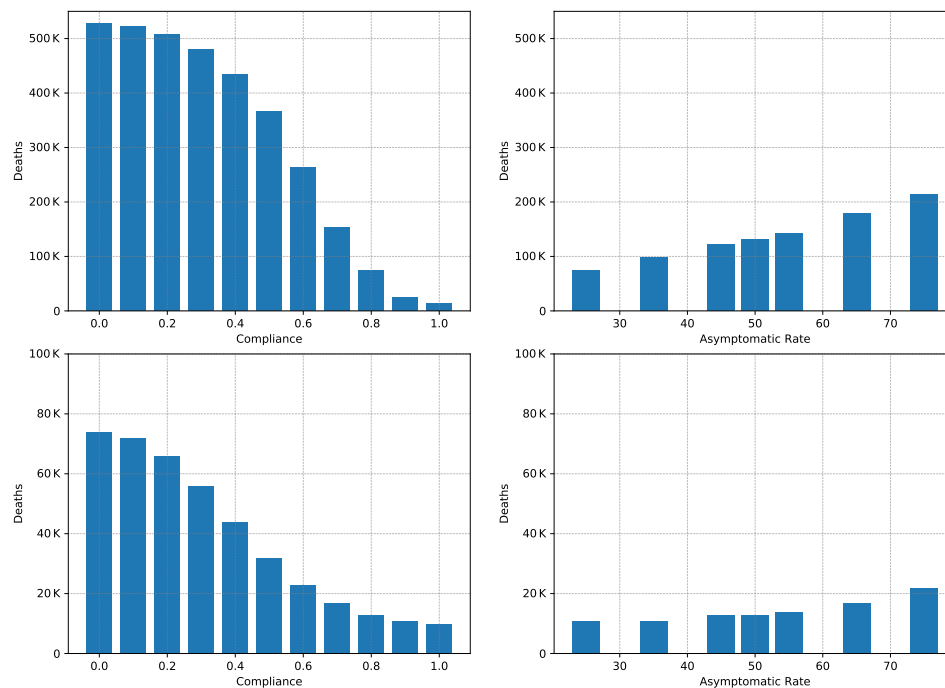 500 K
400 K
300 K
200 K
100 K
0
Deaths
0.0 0.2 0.4 0.6 0.8 1.0
Compliance
500 K
400 K
300 K
200 K
100 K
0
Deaths
30 40 50 60 70
Asymptomatic Rate
100 K
80 K
60 K
40 K
20 K
0
Deaths
0.0 0.2 0.4 0.6 0.8 1.0
Compliance
100 K
80 K
60 K
40 K
20 K
0
Deaths
30 40 50 60 70
Asymptomatic Rate